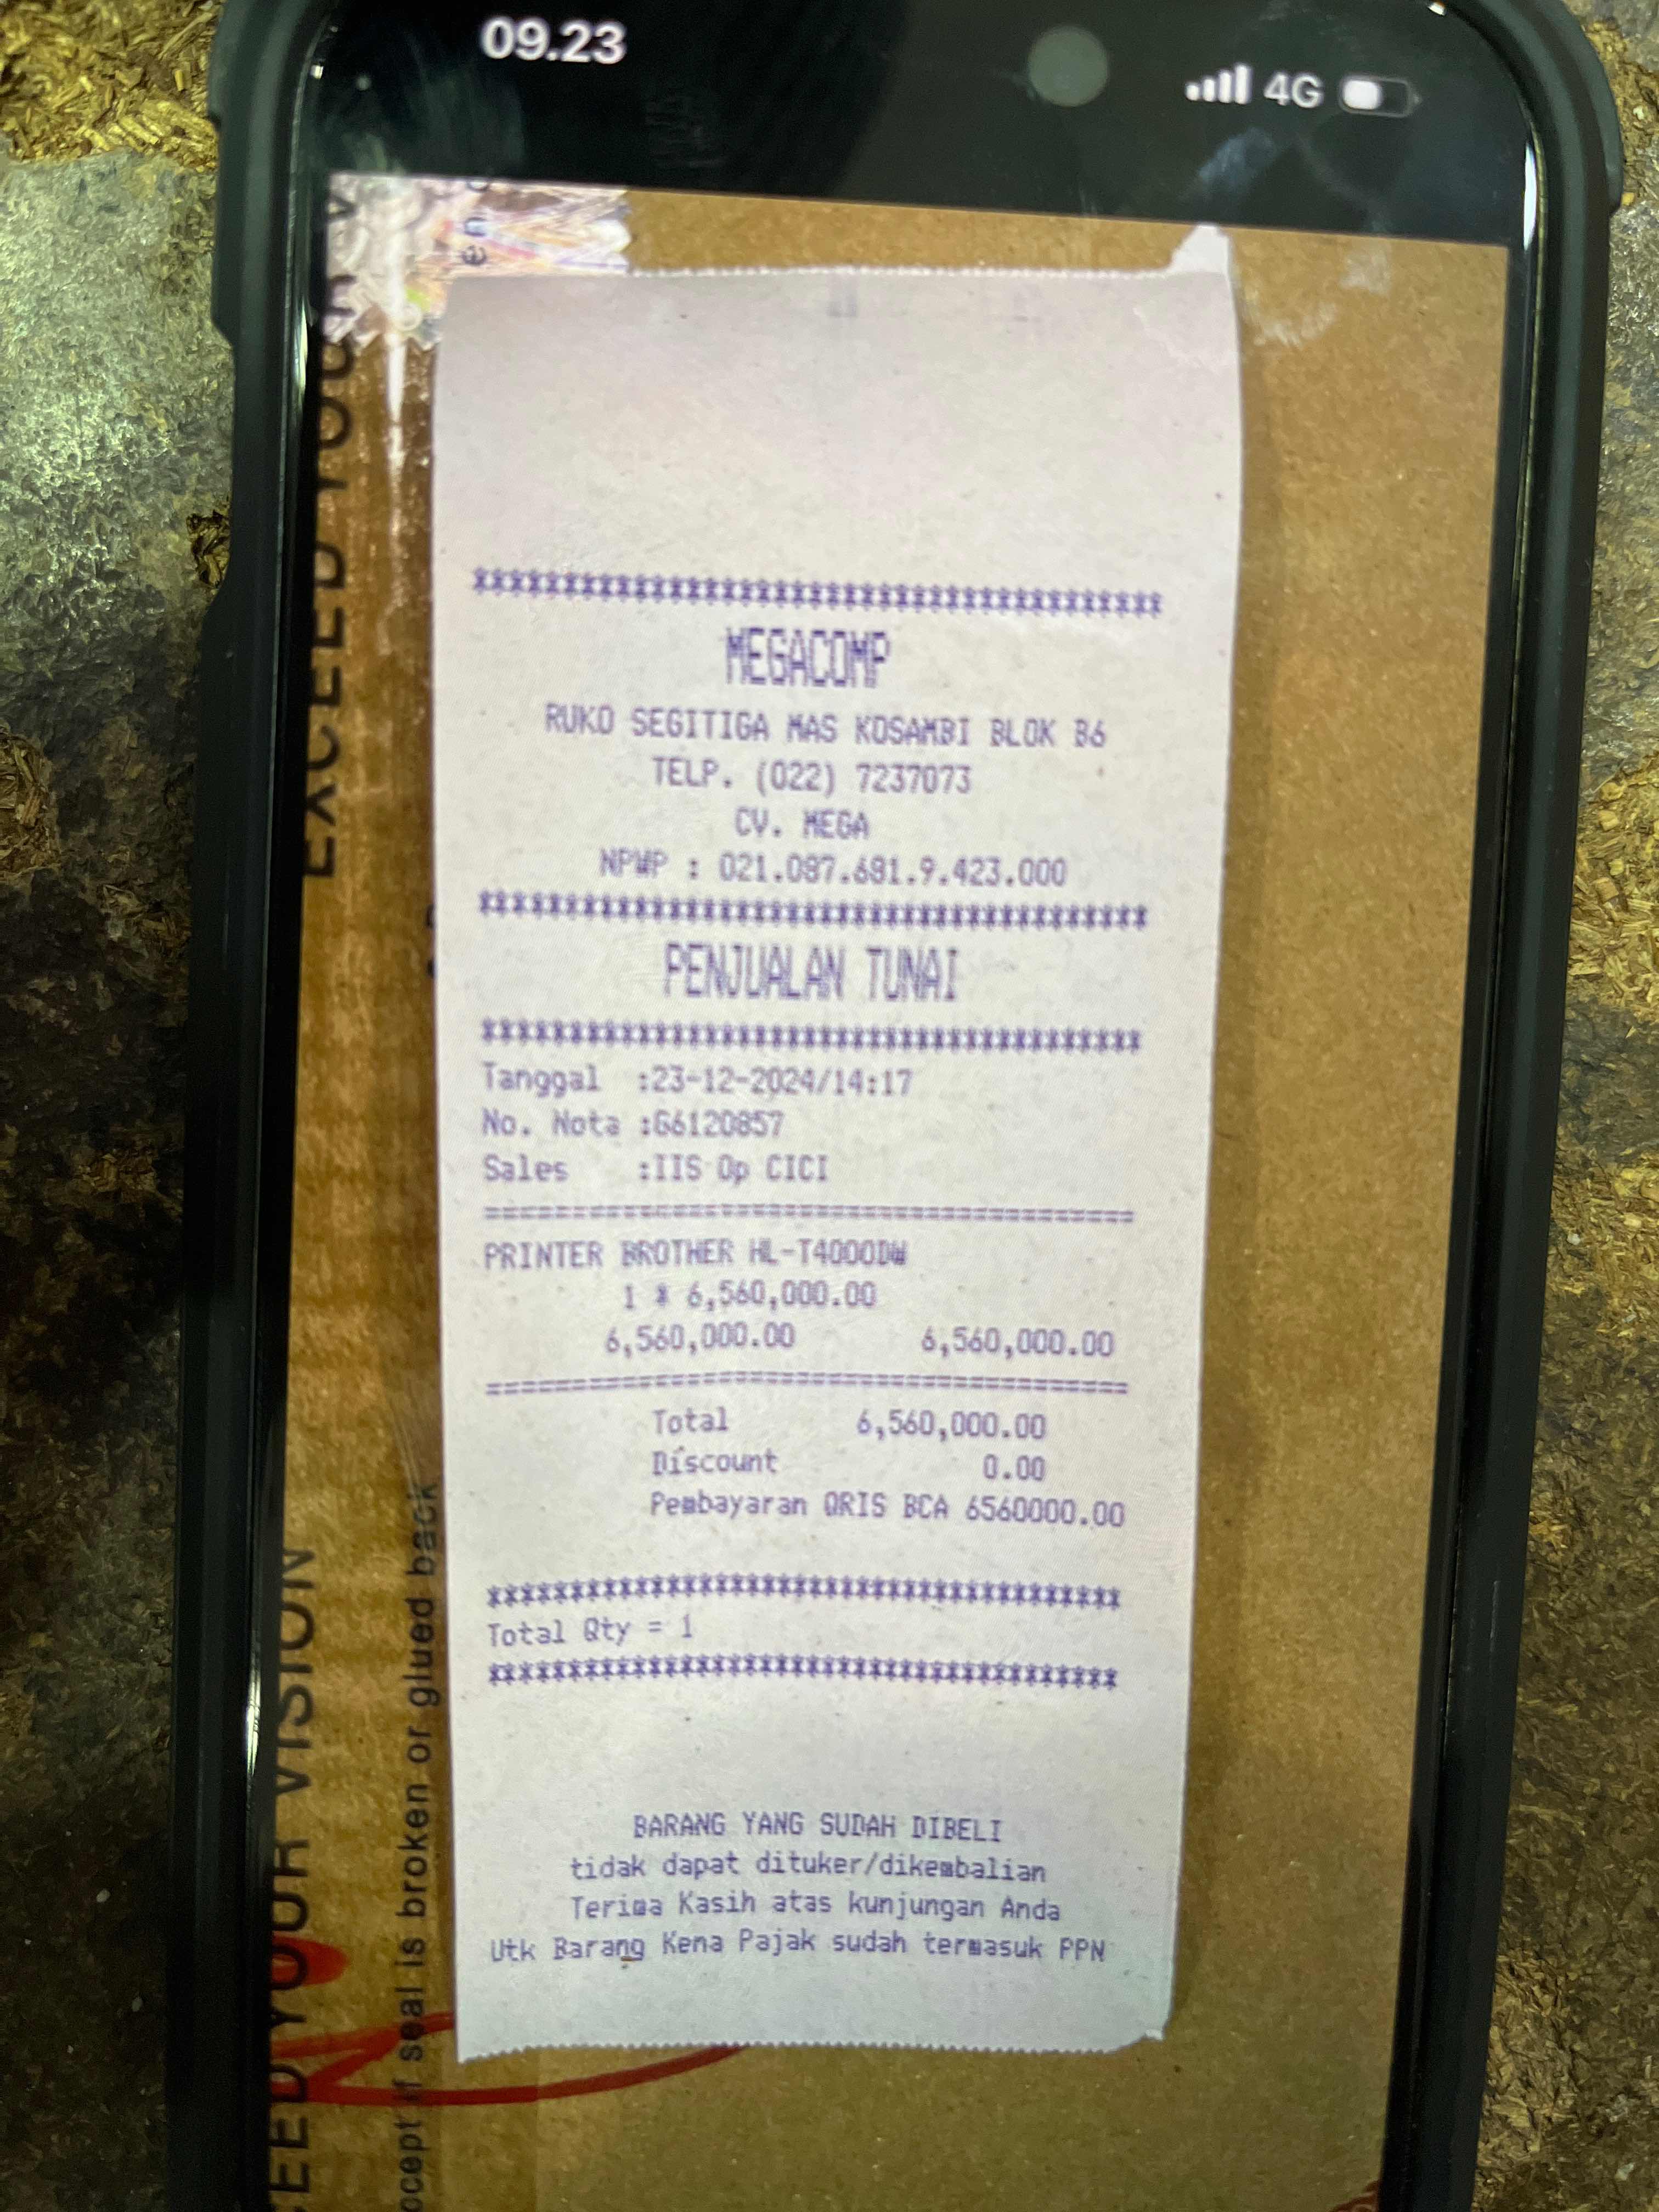 09.23
4G
****************************************
MEGACOMP
RUKO SEGITIGA MAS KOSAMBI BLOK B6
TELP. (022) 7237073
CV. MEGA
NPWP : 021.087.681.9.423.000
****************************************
PENJUALAN TUNAI
****************************************
Tanggal :23-12-2024/14:17
No. Nota :G6120857
Sales :IIS Op CICI
========================================
PRINTER BROTHER HL-T4000DW
1 * 6,560,000.00
6,560,000.00 6,560,000.00
========================================
Total 6,560,000.00
Discount 0.00
Pembayaran QRIS BCA 6560000.00
****************************************
Total Qty = 1
****************************************
BARANG YANG SUDAH DIBELI
tidak dapat dituker/dikembalian
Terima Kasih atas kunjungan Anda
Utk Barang Kena Pajak sudah termasuk PPN
EXCEED YOUR
YOUR VISION
if seal is broken or glued back